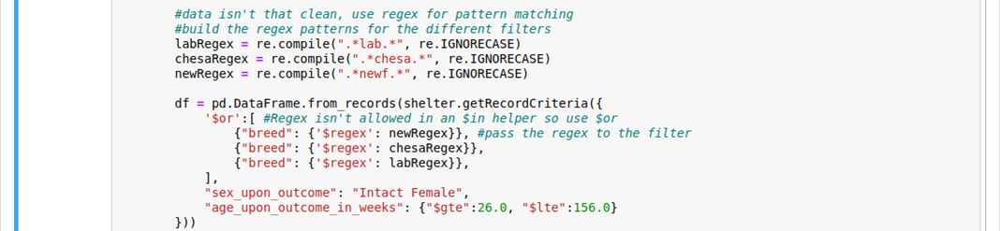 #data isn't that clean, use regex for pattern matching
#build the regex patterns for the different filters
labRegex = re.compile(".*lab.*", re.IGNORECASE)
chesaRegex = re.compile(".*chesa.*", re.IGNORECASE)
newRegex = re.compile(".*newf.*", re.IGNORECASE)
df = pd.DataFrame.from_records(shelter.getRecordCriteria({
'$or':[ #Regex isn't allowed in an $in helper so use $or
{"breed": {'$regex': newRegex}}, #pass the regex to the filter
{"breed": {'$regex': chesaRegex}},
{"breed": {'$regex': labRegex}},
],
"sex_upon_outcome": "Intact Female",
"age_upon_outcome_in_weeks": {"$gte":26.0, "$lte":156.0}
}))